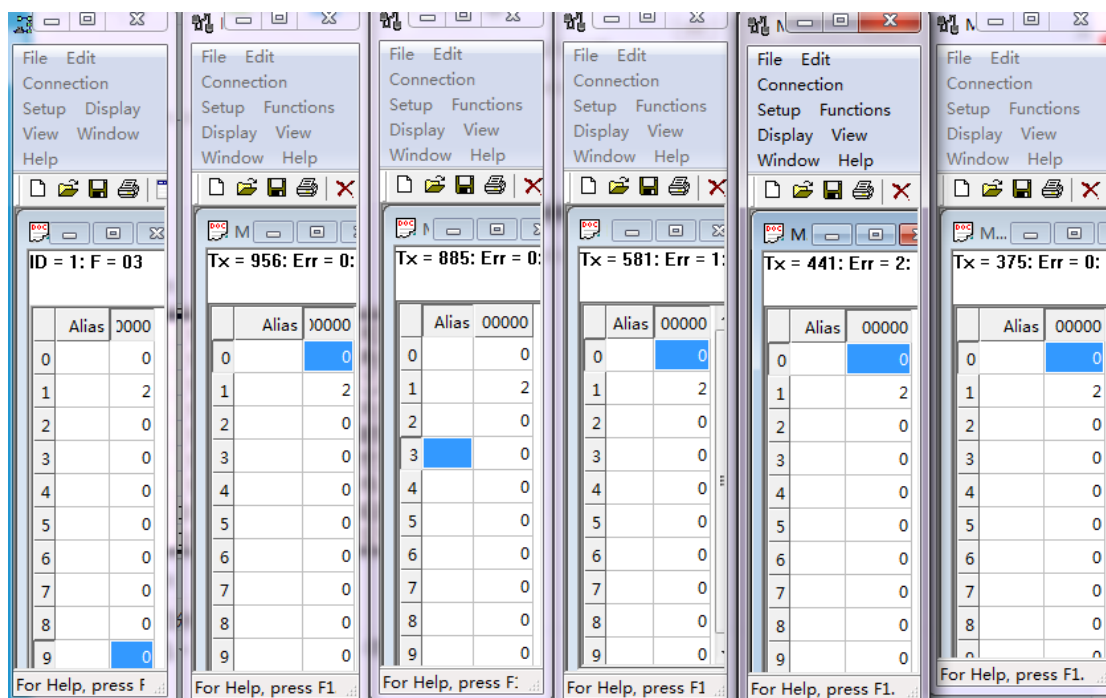 File Edit
Connection
Setup Display
View Window
Help
ID = 1: F = 03
Alias 0000
0 0
1 2
2 0
3 0
4 0
5 0
6 0
7 0
8 0
9 0
For Help, press F
File Edit
Connection
Setup Functions
Display View
Window Help
M
Tx = 956: Err = 0:
Alias 0000
0 0
1 2
2 0
3 0
4 0
5 0
6 0
7 0
8 0
9 0
For Help, press F1
File Edit
Connection
Setup Functions
Display View
Window Help
Tx = 885: Err = 0:
Alias 00000
0 0
1 2
2 0
3 0
4 0
5 0
6 0
7 0
8 0
9 0
For Help, press F:
File Edit
Connection
Setup Functions
Display View
Window Help
Tx = 581: Err = 1:
Alias 00000
0 0
1 2
2 0
3 0
4 0
5 0
6 0
7 0
8 0
9 0
For Help, press F1
File Edit
Connection
Setup Functions
Display View
Window Help
M
Tx = 441: Err = 2:
Alias 00000
0 0
1 2
2 0
3 0
4 0
5 0
6 0
7 0
8 0
9 0
For Help, press F1.
File Edit
Connection
Setup Functions
Display View
Window Help
M...
Tx = 375: Err = 0:
Alias 00000
0 0
1 2
2 0
3 0
4 0
5 0
6 0
7 0
8 0
For Help, press F1.